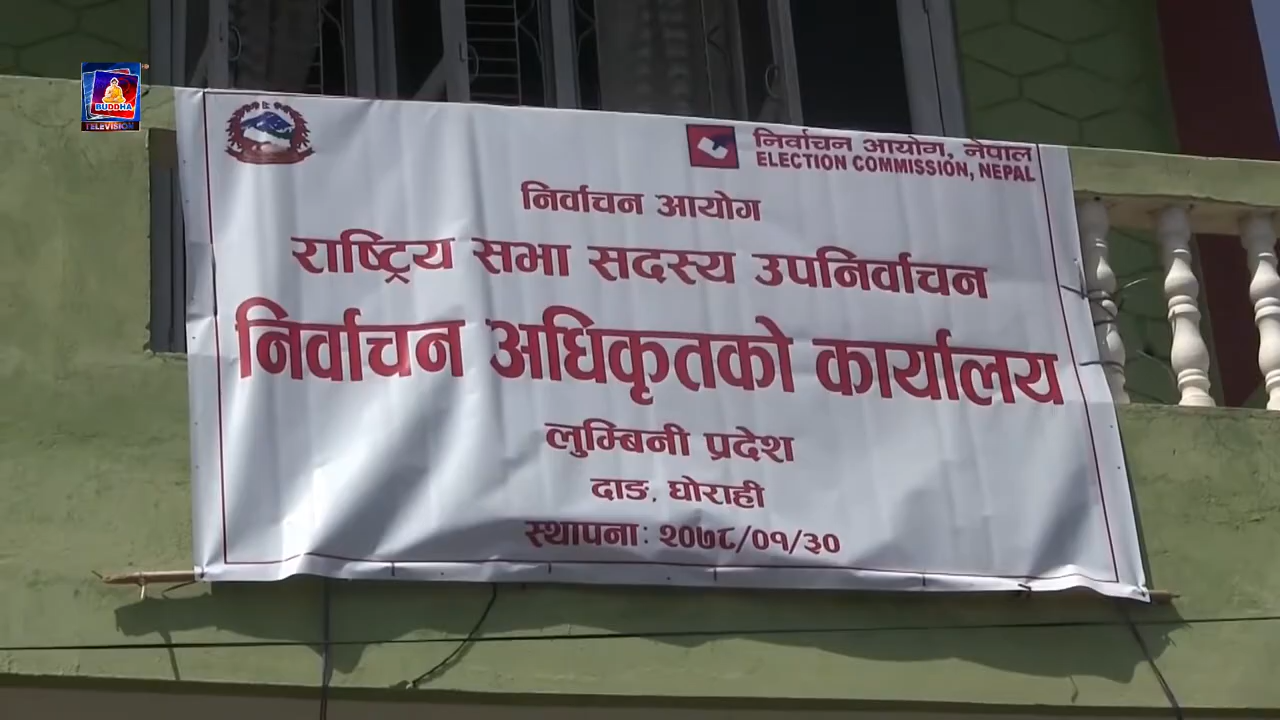 BUDDHA
TELEVISION
निर्वाचन आयोग, नेपाल
ELECTION COMMISSION, NEPAL
निर्वाचन आयोग
राष्ट्रिय सभा सदस्य उपनिर्वाचन
निर्वाचन अधिकृतको कार्यालय
लुम्बिनी प्रदेश
दाङ, घोराही
स्थापना: २०७८/०१/३०